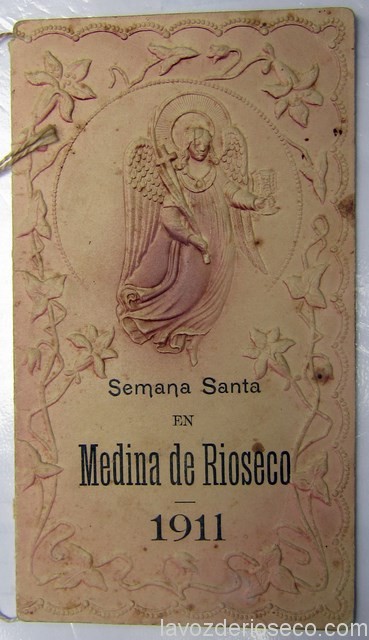 Semana Santa
EN
Medina de Rioseco
1911
lavozderioseco.com